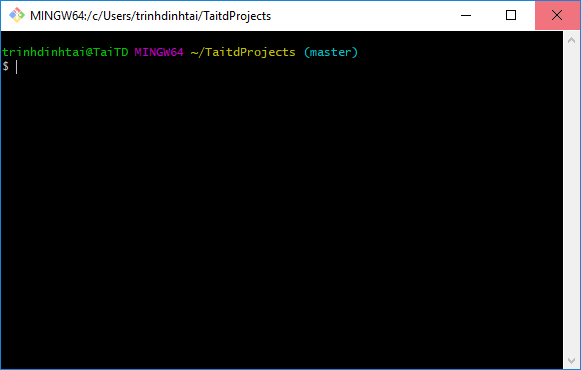 MINGW64:/c/Users/trinhdinhtai/TaitdProjects
trinhdinhtai@TaiTD MINGW64 ~/TaitdProjects (master)
$